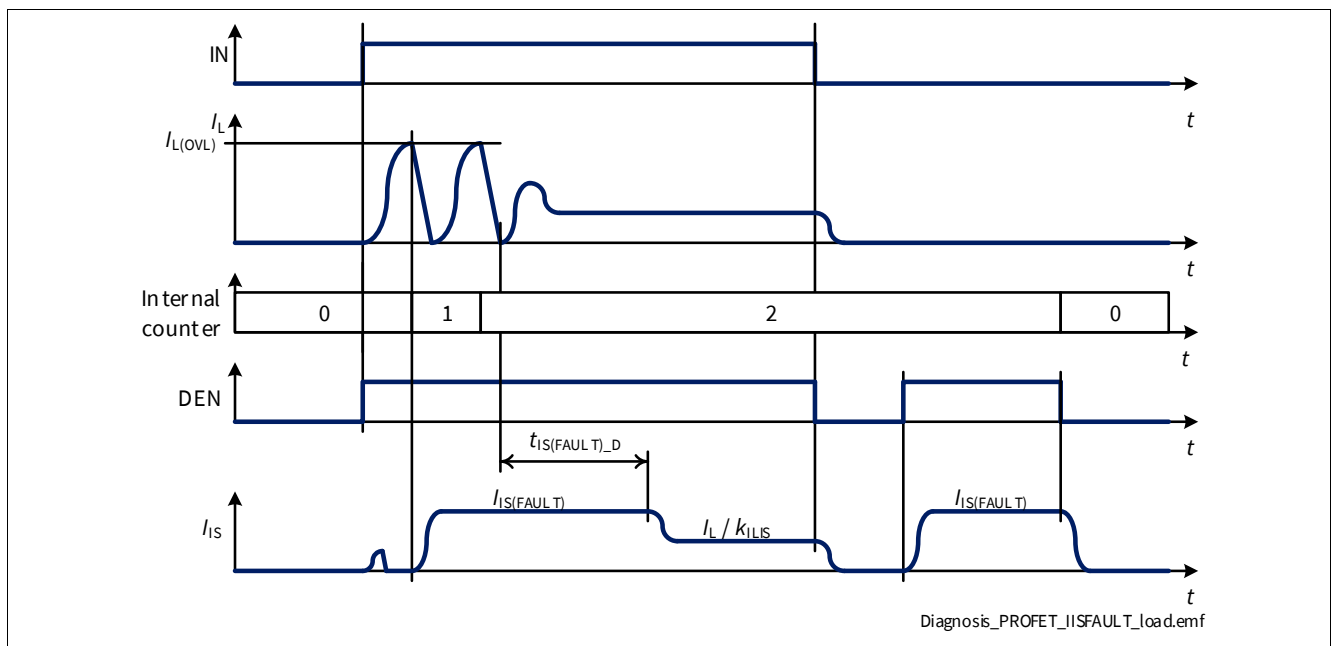 IN
t
I_L
I_L(OVL)
t
Internal
counter
0
1
2
0
t
DEN
t
t_IS(FAULT)_D
I_IS(FAULT)
I_IS(FAULT)
I_IS
I_L / k_ILIS
t
Diagnosis_PROFET_IISFAULT_load.emf